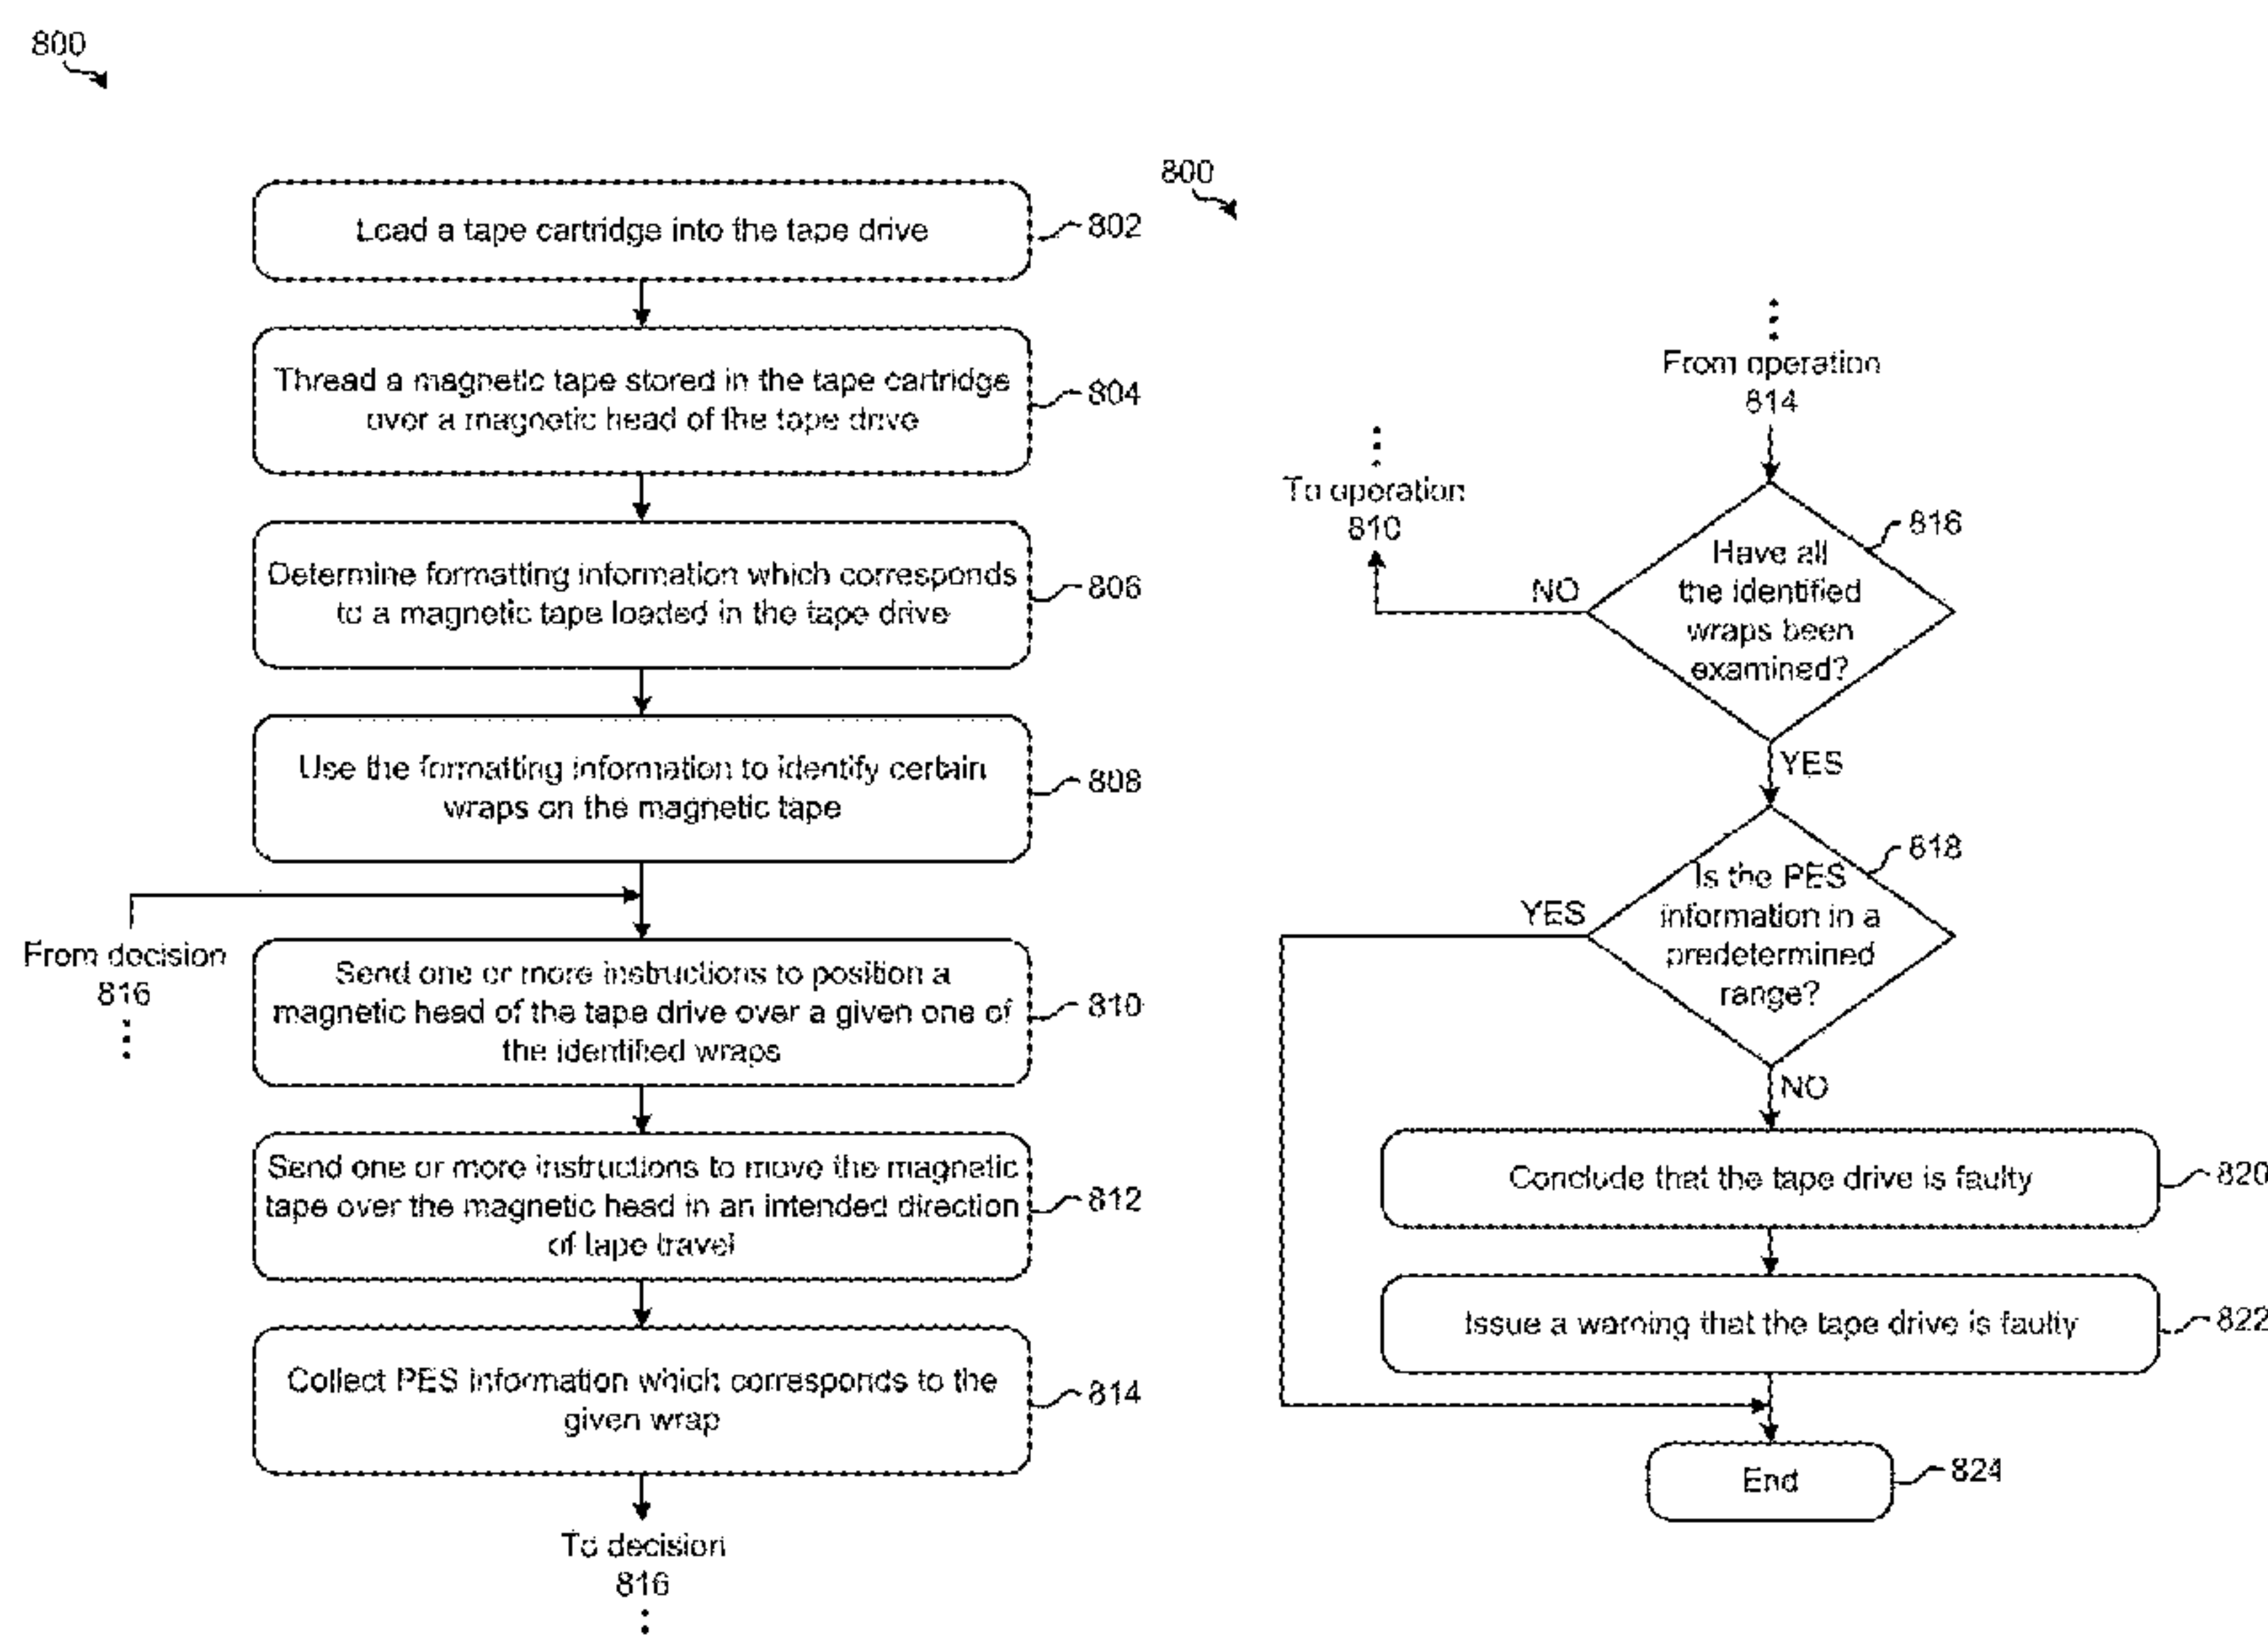 800
Load a tape cartridge into the tape drive
802
Thread a magnetic tape stored in the tape cartridge
over a magnetic head of the tape drive
804
Determine formatting information which corresponds
to a magnetic tape loaded in the tape drive
806
Use the formatting information to identify certain
wraps on the magnetic tape
808
From decision
816
Send one or more instructions to position a
magnetic head of the tape drive over a given one of
the identified wraps
810
Send one or more instructions to move the magnetic
tape over the magnetic head in an intended direction
of tape travel
812
Collect PES information which corresponds to the
given wrap
814
To decision
816
800
From operation
814
To operation
810
NO
Have all
the identified
wraps been
examined?
816
YES
YES
Is the PES
information in a
predetermined
range?
818
NO
Conclude that the tape drive is faulty
820
Issue a warning that the tape drive is faulty
822
End
824